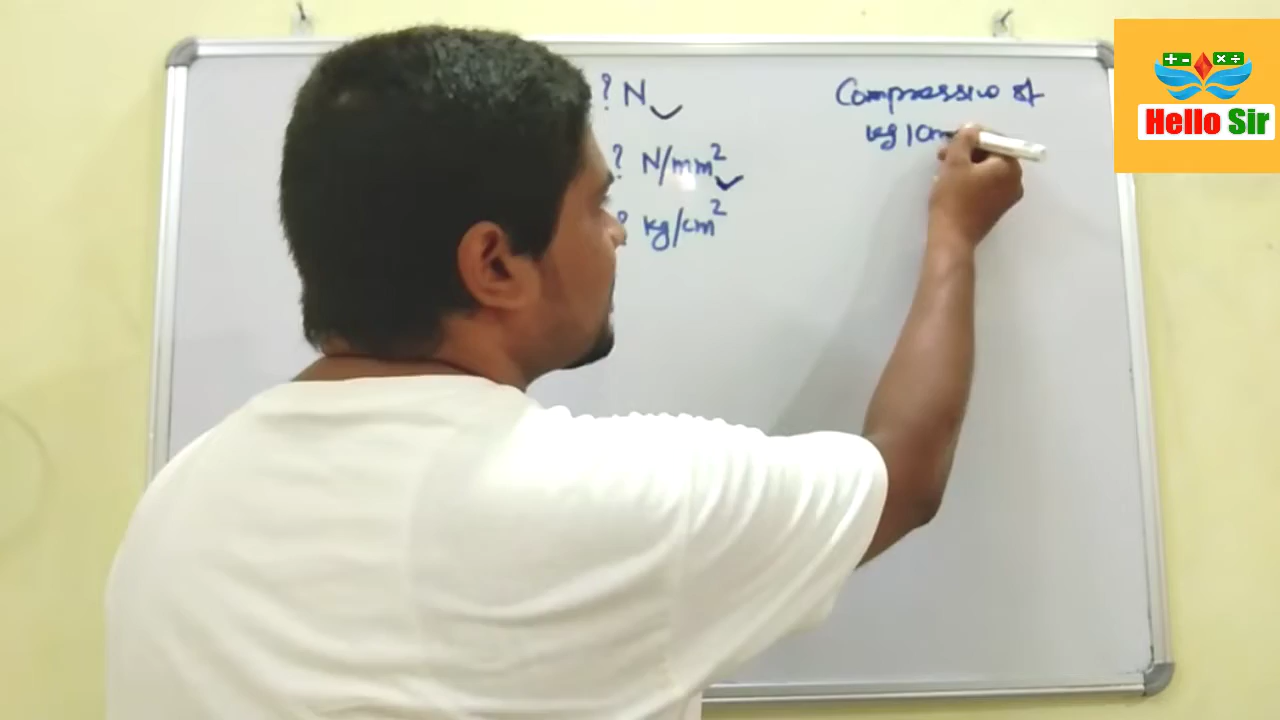 ? N
? N/mm²
? kg/cm²
Compressive st
kg/cm
+ - × ÷
Hello Sir